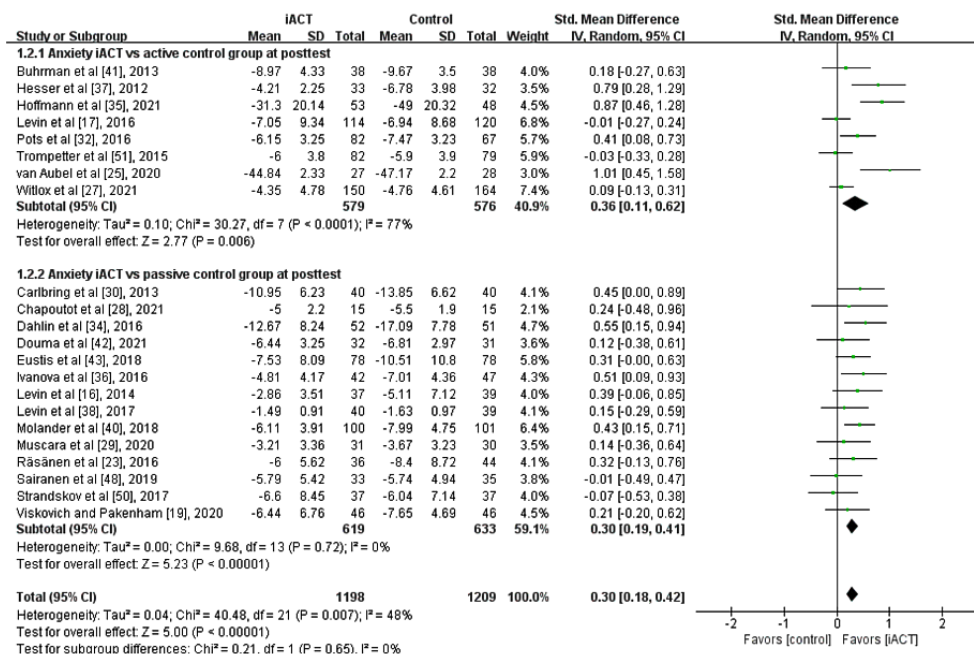 iACT Control Std. Mean Difference Std. Mean Difference
Study or Subgroup Mean SD Total Mean SD Total Weight IV, Random, 95% CI IV, Random, 95% CI
1.2.1 Anxiety iACT vs active control group at posttest
Buhrman et al [41], 2013 -8.97 4.33 38 -9.67 3.5 38 5.0% 0.18 [-0.27, 0.63]
Hesser et al [37], 2012 -4.21 2.25 33 -6.78 3.98 32 4.3% 0.79 [0.28, 1.29]
Hoffmann et al [35], 2021 -31.3 20.14 53 -49 20.32 48 5.4% 0.87 [0.46, 1.28]
Levin et al [17], 2016 -7.05 9.34 114 -6.94 8.68 120 6.8% -0.01 [-0.27, 0.24]
Pots et al [32], 2016 -6.15 3.25 82 -7.47 3.23 67 4.0% 0.41 [0.08, 0.73]
Trompetter et al [51], 2015 -6 3.8 82 -5.9 3.9 79 5.0% -0.03 [-0.33, 0.28]
van Aubel et al [25], 2020 -44.84 2.33 27 -47.17 2.2 28 3.0% 1.01 [0.45, 1.58]
Witlox et al [27], 2021 -4.35 4.78 150 -4.76 4.61 164 7.4% 0.09 [-0.13, 0.31]
Subtotal (95% CI) 579 576 40.9% 0.36 [0.11, 0.62]
Heterogeneity: Tau² = 0.10; Chi² = 30.27, df = 7 (P < 0.0001); I² = 77%
Test for overall effect: Z = 2.77 (P = 0.006)
1.2.2 Anxiety iACT vs passive control group at posttest
Carlbring et al [30], 2013 -10.95 6.23 40 -13.85 6.62 40 4.1% 0.45 [0.00, 0.89]
Chapoutot et al [28], 2021 -5 2.2 15 -5.5 1.9 15 2.1% 0.24 [-0.48, 0.96]
Dahlin et al [34], 2016 -12.67 8.24 52 -17.09 7.78 51 4.7% 0.55 [0.15, 0.94]
Douma et al [42], 2021 -6.44 3.25 32 -6.81 2.97 31 3.6% 0.12 [-0.38, 0.61]
Eustis et al [43], 2018 -7.53 8.09 78 -10.51 10.8 78 5.8% 0.31 [-0.00, 0.63]
Ivanova et al [36], 2016 -4.81 4.17 42 -7.01 4.36 47 4.3% 0.51 [0.09, 0.93]
Levin et al [16], 2014 -2.86 3.51 37 -5.11 7.12 39 4.0% 0.39 [-0.06, 0.85]
Levin et al [38], 2017 -1.49 0.91 40 -1.63 0.97 39 4.1% 0.15 [-0.29, 0.59]
Molander et al [40], 2018 -6.11 3.91 100 -7.99 4.75 101 6.4% 0.43 [0.15, 0.71]
Muscara et al [29], 2020 -3.21 3.36 31 -3.67 3.23 30 3.5% 0.14 [-0.36, 0.64]
Räsänen et al [23], 2016 -6 5.62 36 -8.4 8.72 44 4.1% 0.32 [-0.13, 0.76]
Sairanen et al [48], 2019 -5.79 5.42 33 -5.74 4.94 35 3.7% -0.01 [-0.49, 0.47]
Strandskov et al [50], 2017 -6.6 8.45 37 -6.04 7.14 37 3.9% -0.07 [-0.53, 0.38]
Viskovich and Pakenham [19], 2020 -6.44 6.76 46 -7.65 4.69 46 4.5% 0.21 [-0.20, 0.62]
Subtotal (95% CI) 619 633 59.1% 0.30 [0.19, 0.41]
Heterogeneity: Tau² = 0.00; Chi² = 9.68, df = 13 (P = 0.72); I² = 0%
Test for overall effect: Z = 5.23 (P < 0.00001)
Total (95% CI) 1198 1209 100.0% 0.30 [0.18, 0.42]
Heterogeneity: Tau² = 0.04; Chi² = 40.48, df = 21 (P = 0.007); I² = 48%
Test for overall effect: Z = 5.00 (P < 0.00001)
Test for subgroup differences: Chi² = 0.21, df = 1 (P = 0.65), I² = 0%
-2 -1 0 1 2
Favors [control] Favors [iACT]